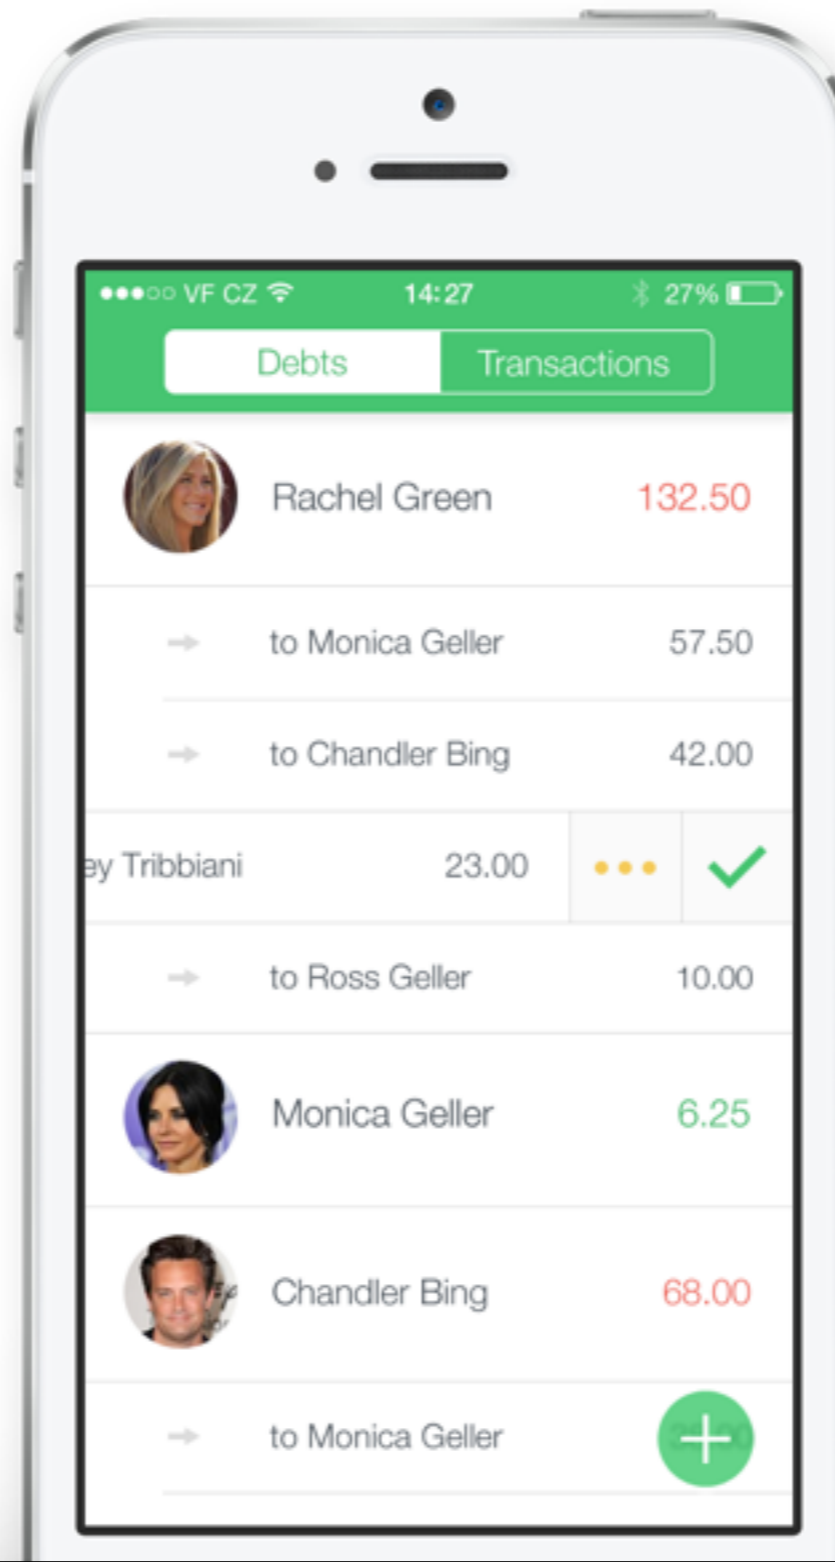 VF CZ 14:27 27%
Debts Transactions
Rachel Green 132.50
to Monica Geller 57.50
to Chandler Bing 42.00
ey Tribbiani 23.00
to Ross Geller 10.00
Monica Geller 6.25
Chandler Bing 68.00
to Monica Geller